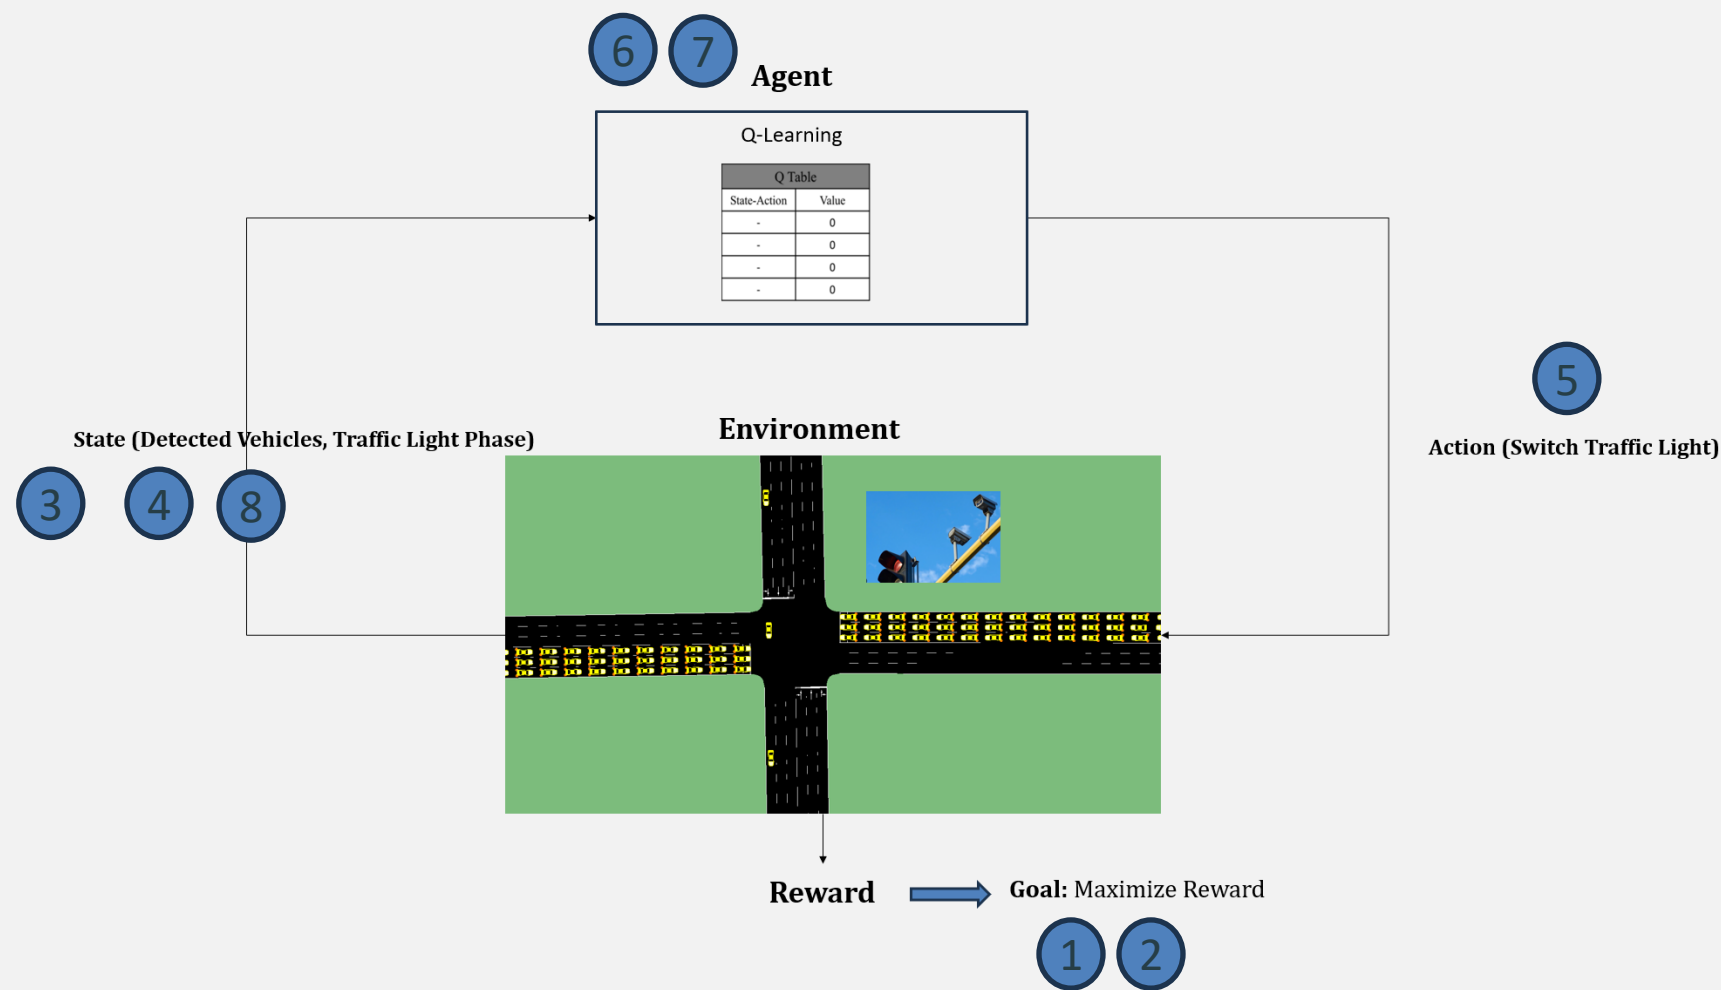 6 7
Agent
Q-Learning
Q Table
State-Action Value
- 0
- 0
- 0
- 0
5
Environment
State (Detected Vehicles, Traffic Light Phase)
Action (Switch Traffic Light)
3 4 8
Reward
Goal: Maximize Reward
1 2